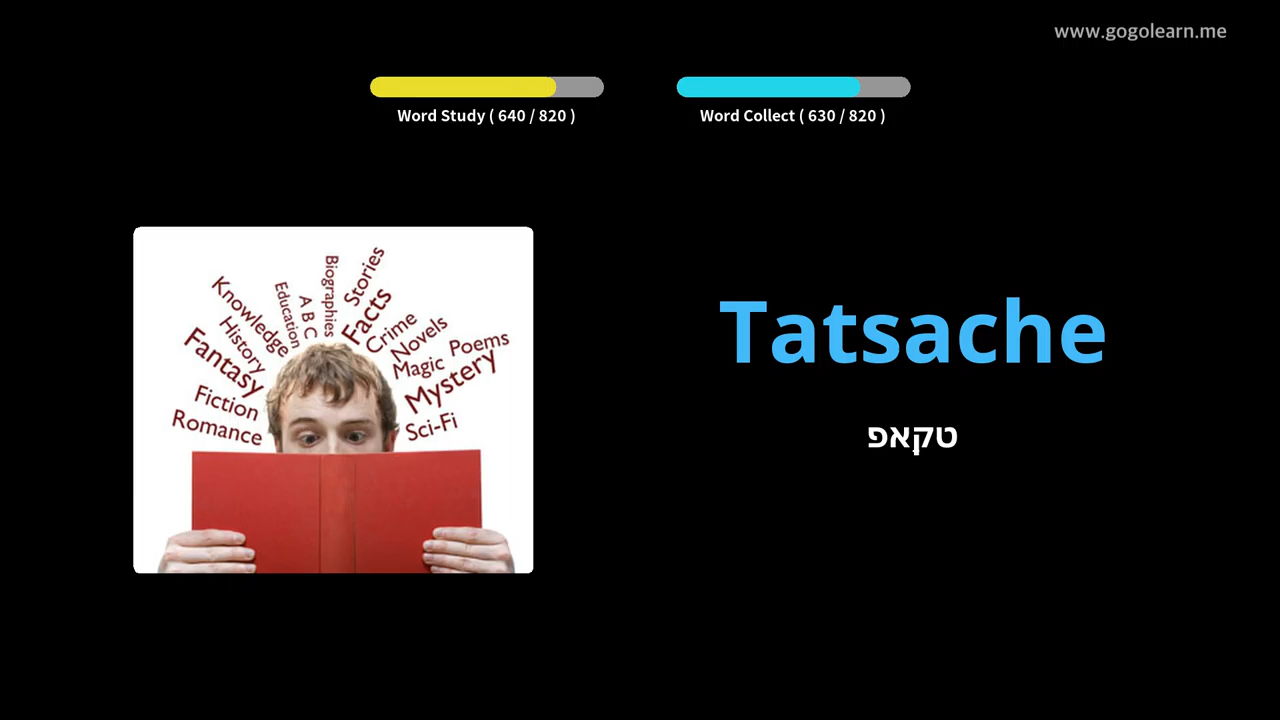 www.gogolearn.me
Word Study ( 640 / 820 )
Word Collect ( 630 / 820 )
Romance
Fiction
Fantasy
History
Knowledge
Education
A B C
Biographies
Stories
Facts
Crime
Novels
Magic
Poems
Mystery
Sci-Fi
Tatsache
טקאפ